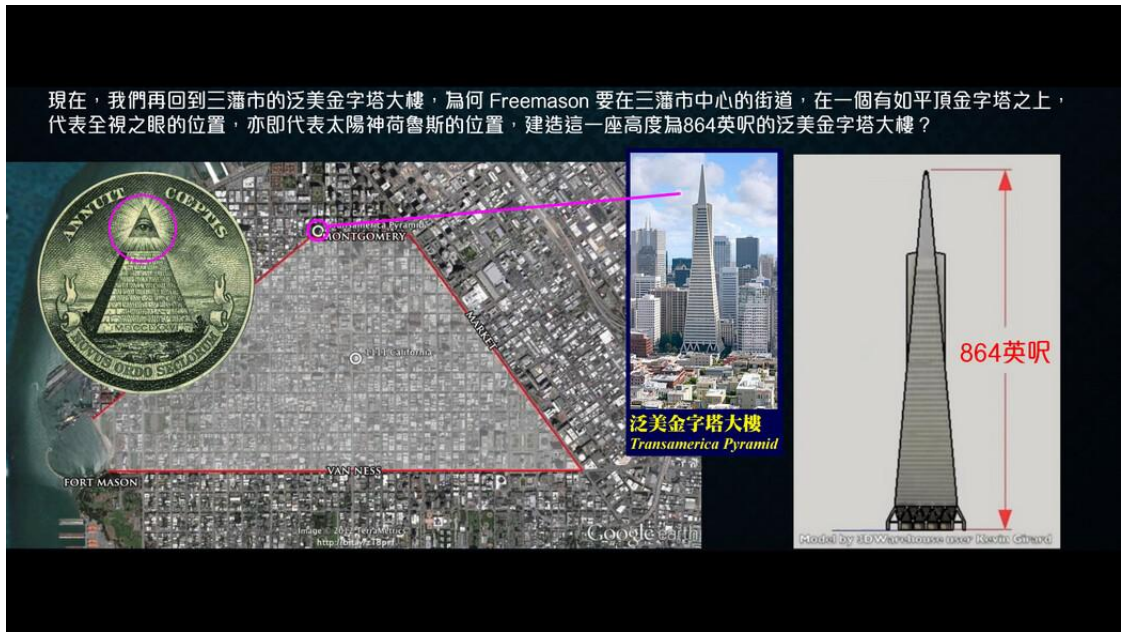 現在，我們再回到三藩市的泛美金字塔大樓，為何 Freemason 要在三藩市中心的街道，在一個有如平頂金字塔之上，
代表全視之眼的位置，亦即代表太陽神荷魯斯的位置，建造這一座高度為864英呎的泛美金字塔大樓？
ANNUIT CŒPTIS
MDCCLXXVI
NOVUS ORDO SECLORUM
Transamerica Pyramid
MONTGOMERY
MARKET
California
VAN NESS
FORT MASON
Google earth
泛美金字塔大樓
Transamerica Pyramid
864英呎
Model by 3DWarehouse user Kevin Girard